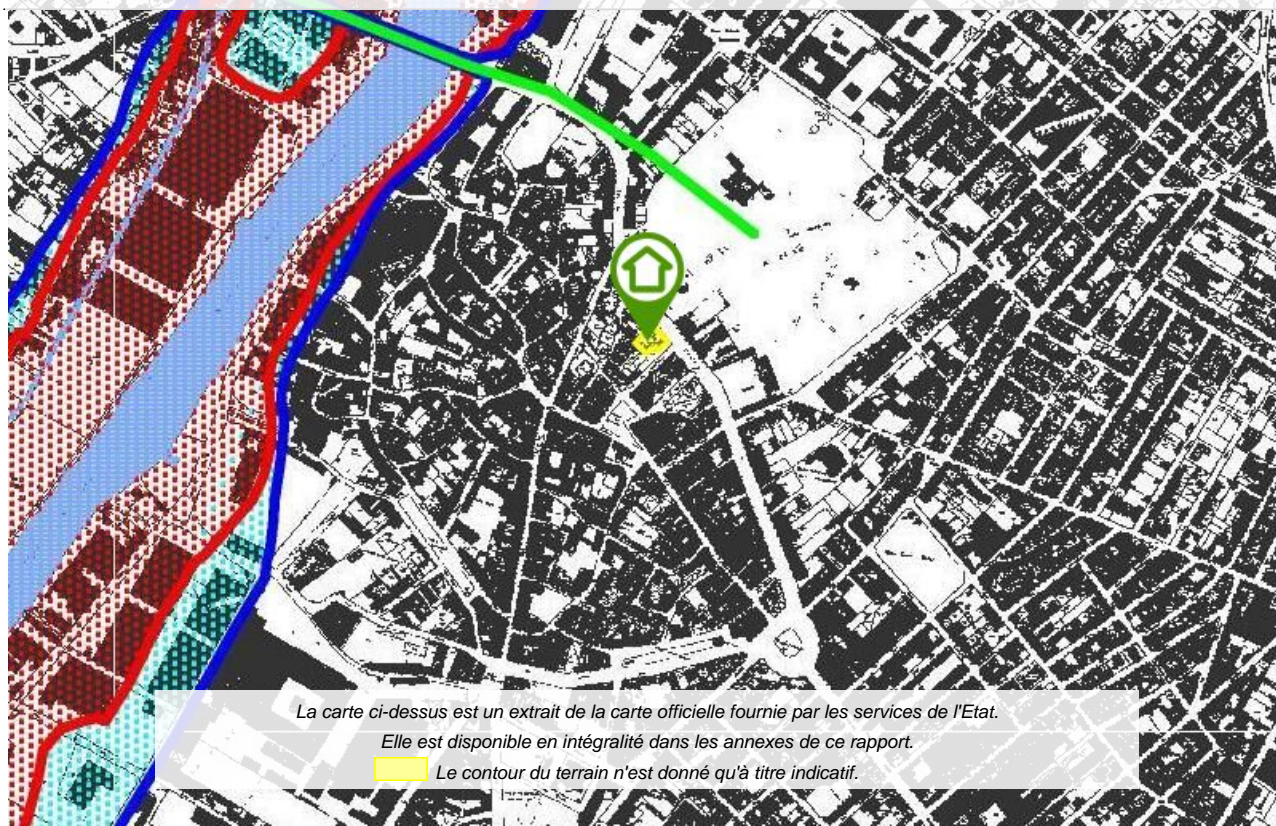 La carte ci-dessus est un extrait de la carte officielle fournie par les services de l'Etat.
Elle est disponible en intégralité dans les annexes de ce rapport.
Le contour du terrain n'est donné qu'à titre indicatif.